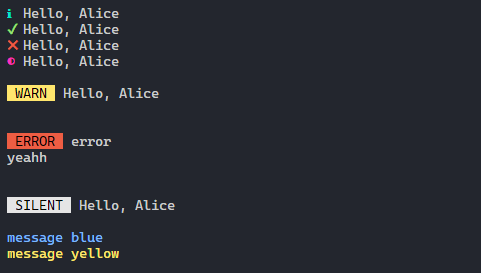 ℹ Hello, Alice
✔ Hello, Alice
✖ Hello, Alice
◐ Hello, Alice
WARN Hello, Alice
ERROR error
yeahh
SILENT Hello, Alice
message blue
message yellow